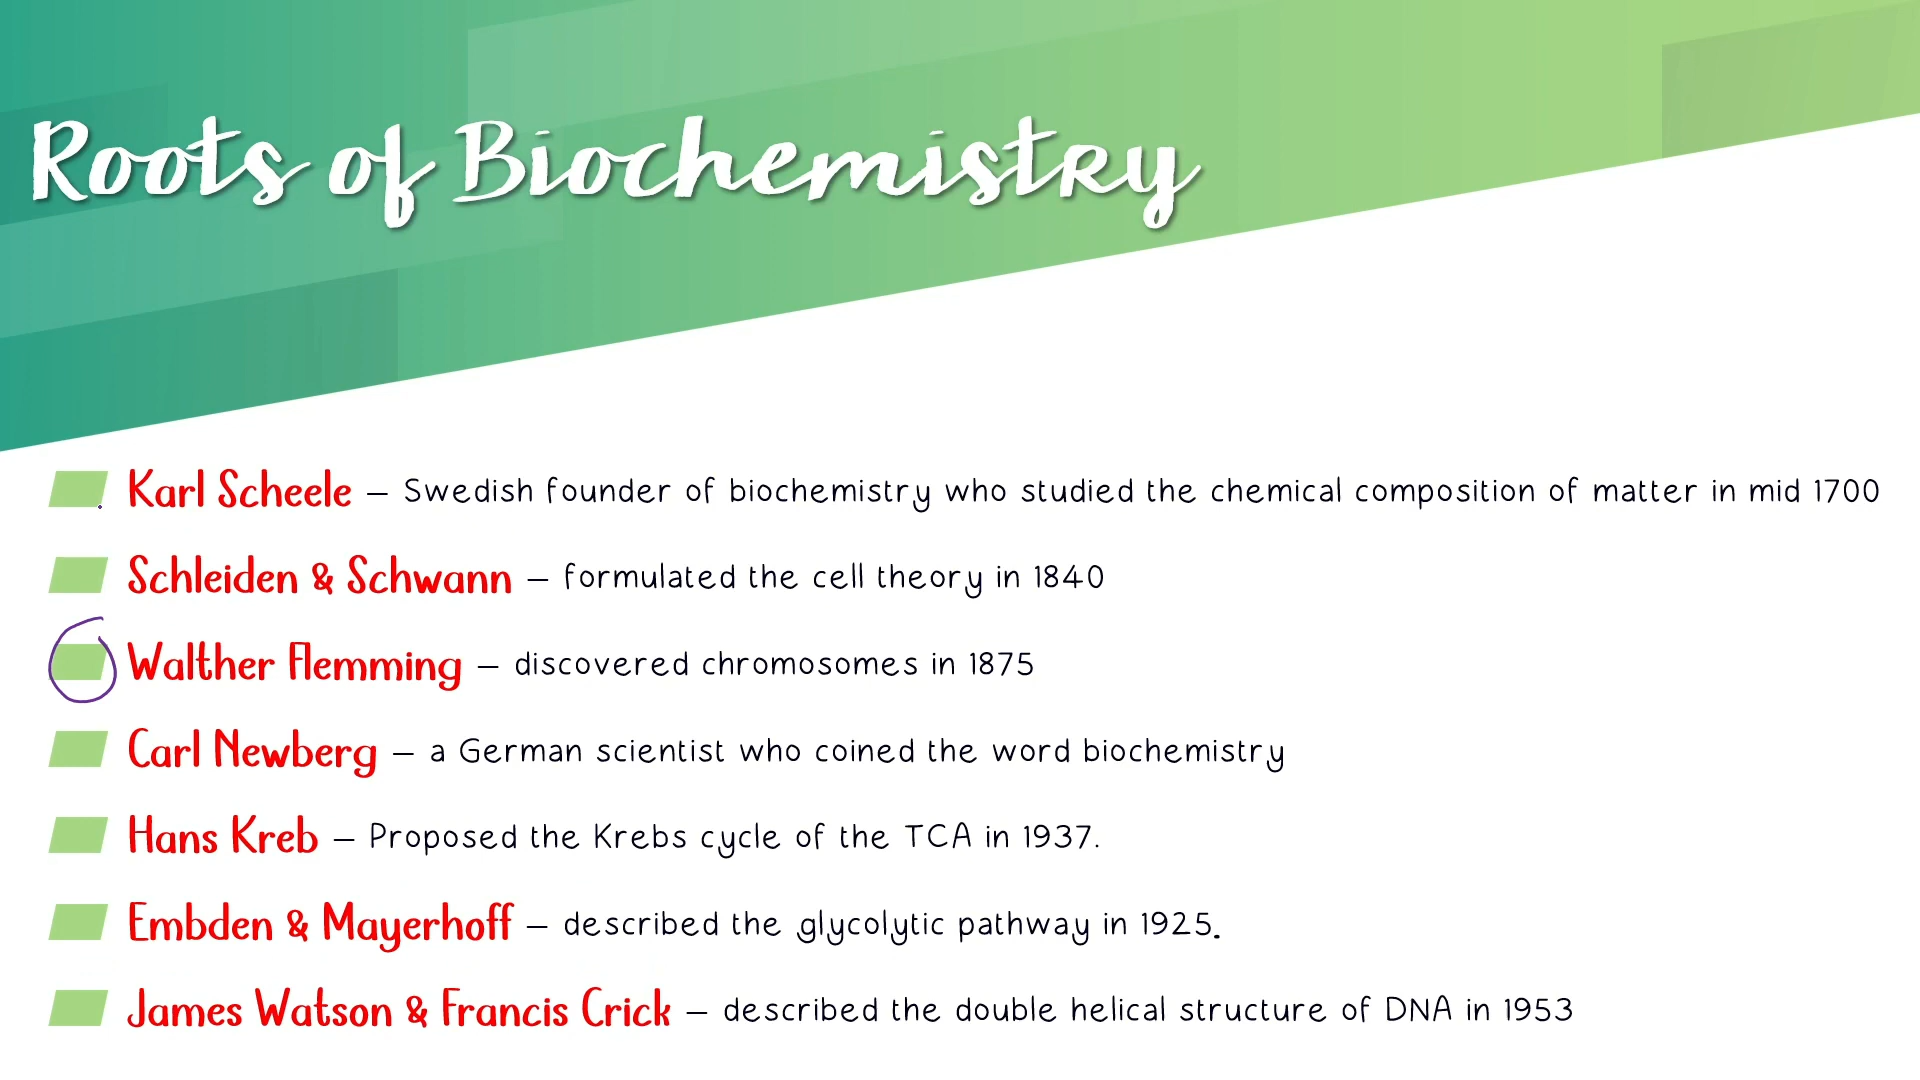 Roots of Biochemistry
Karl Scheele – Swedish founder of biochemistry who studied the chemical composition of matter in mid 1700
Schleiden & Schwann – formulated the cell theory in 1840
Walther Flemming – discovered chromosomes in 1875
Carl Newberg – a German scientist who coined the word biochemistry
Hans Kreb – Proposed the Krebs cycle of the TCA in 1937.
Embden & Mayerhoff – described the glycolytic pathway in 1925.
James Watson & Francis Crick – described the double helical structure of DNA in 1953